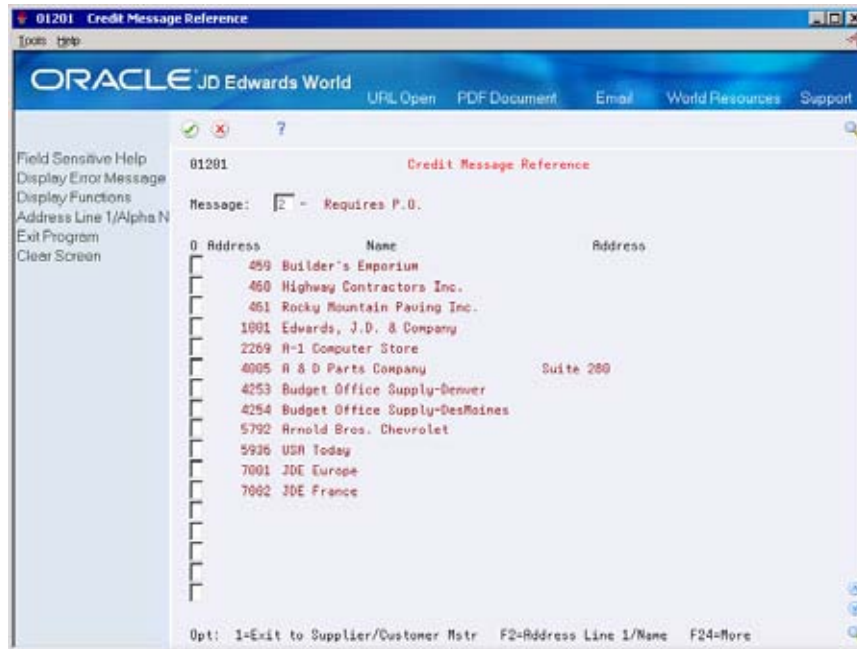 01201 Credit Message Reference
Tools Help
ORACLE JD Edwards World
URL Open PDF Document Email World Resources Support
Field Sensitive Help
Display Error Message
Display Functions
Address Line 1/Alpha N
Exit Program
Clear Screen
?
01201 Credit Message Reference
Message: 2 - Requires P.O.
O Address Name Address
459 Builder's Emporium
460 Highway Contractors Inc.
461 Rocky Mountain Paving Inc.
1001 Edwards, J.D. & Company
2269 A-1 Computer Store
4005 A & D Parts Company Suite 280
4253 Budget Office Supply-Denver
4254 Budget Office Supply-DesMoines
5792 Arnold Bros. Chevrolet
5936 USA Today
7001 JDE Europe
7002 JDE France
Opt: 1=Exit to Supplier/Customer Mstr F2=Address Line 1/Name F24=More